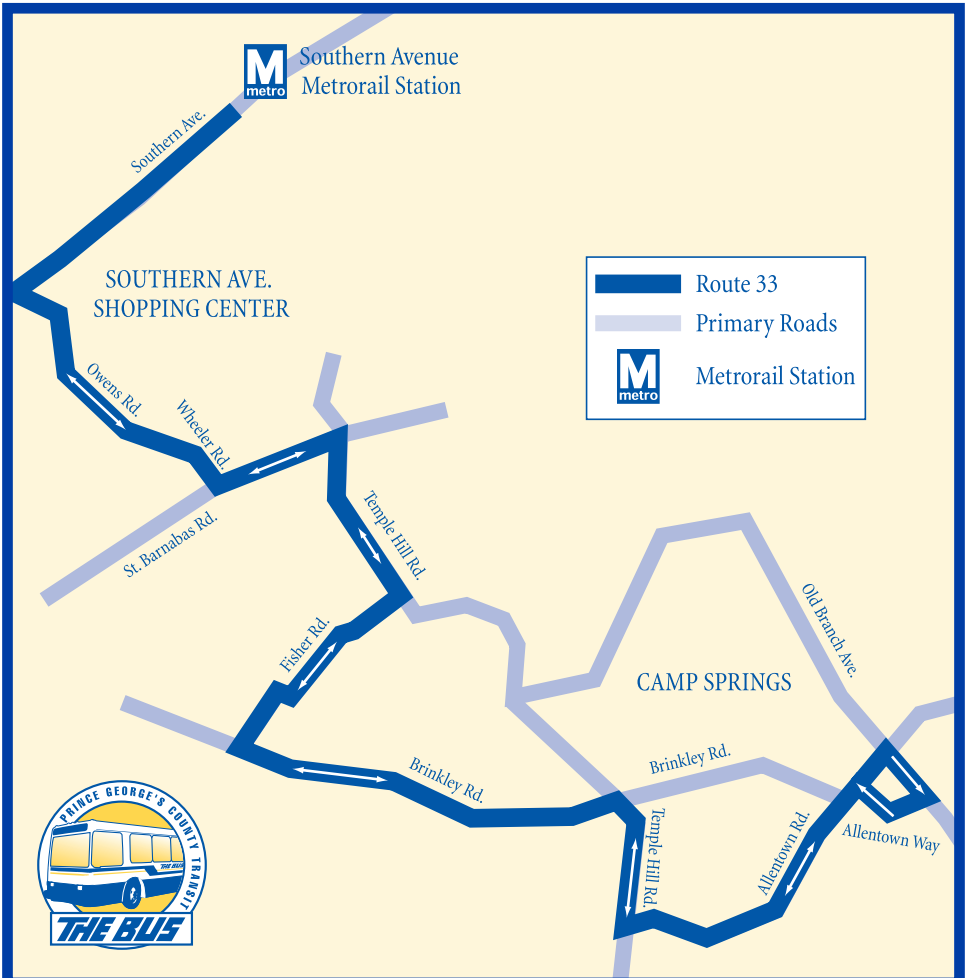 M
metro
Southern Avenue
Metrorail Station
Southern Ave.
SOUTHERN AVE.
SHOPPING CENTER
Route 33
Primary Roads
M
metro
Metrorail Station
Owens Rd.
Wheeler Rd.
St. Barnabas Rd.
Temple Hill Rd.
Fisher Rd.
Old Branch Ave.
CAMP SPRINGS
Brinkley Rd.
Brinkley Rd.
Temple Hill Rd.
Allentown Rd.
Allentown Way
PRINCE GEORGE'S COUNTY TRANSIT
THE BUS
THE BUS